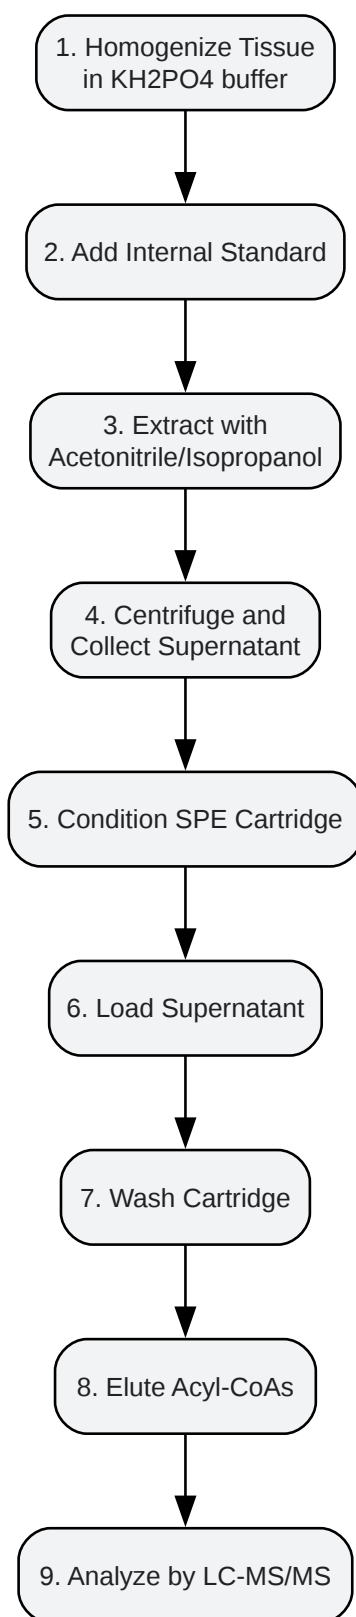 1. Homogenize Tissue
in KH2PO4 buffer
2. Add Internal Standard
3. Extract with
Acetonitrile/Isopropanol
4. Centrifuge and
Collect Supernatant
5. Condition SPE Cartridge
6. Load Supernatant
7. Wash Cartridge
8. Elute Acyl-CoAs
9. Analyze by LC-MS/MS